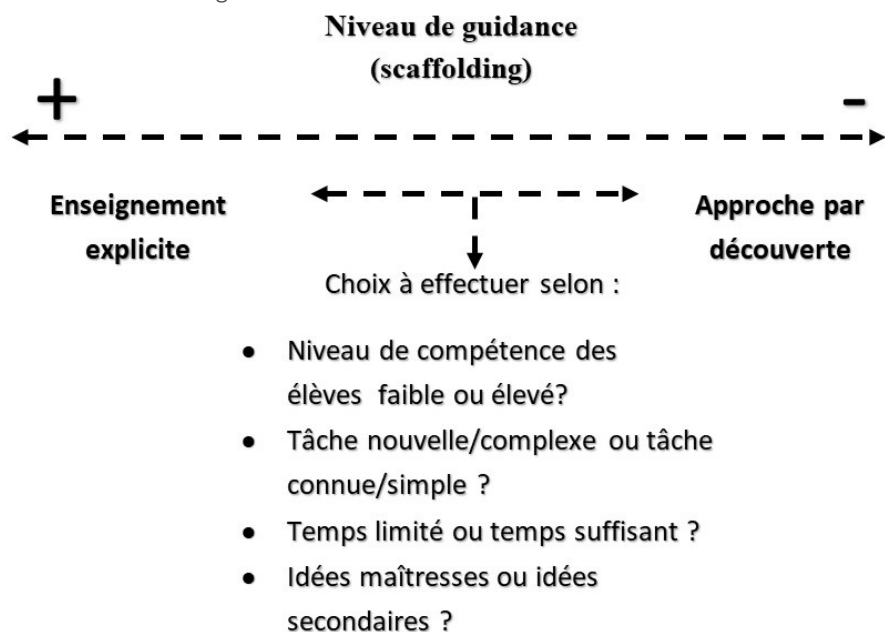 Niveau de guidance
(scaffolding)
+ -
Enseignement
explicite
Approche par
découverte
Choix à effectuer selon :
• Niveau de compétence des
élèves faible ou élevé?
• Tâche nouvelle/complexe ou tâche
connue/simple ?
• Temps limité ou temps suffisant ?
• Idées maîtresses ou idées
secondaires ?